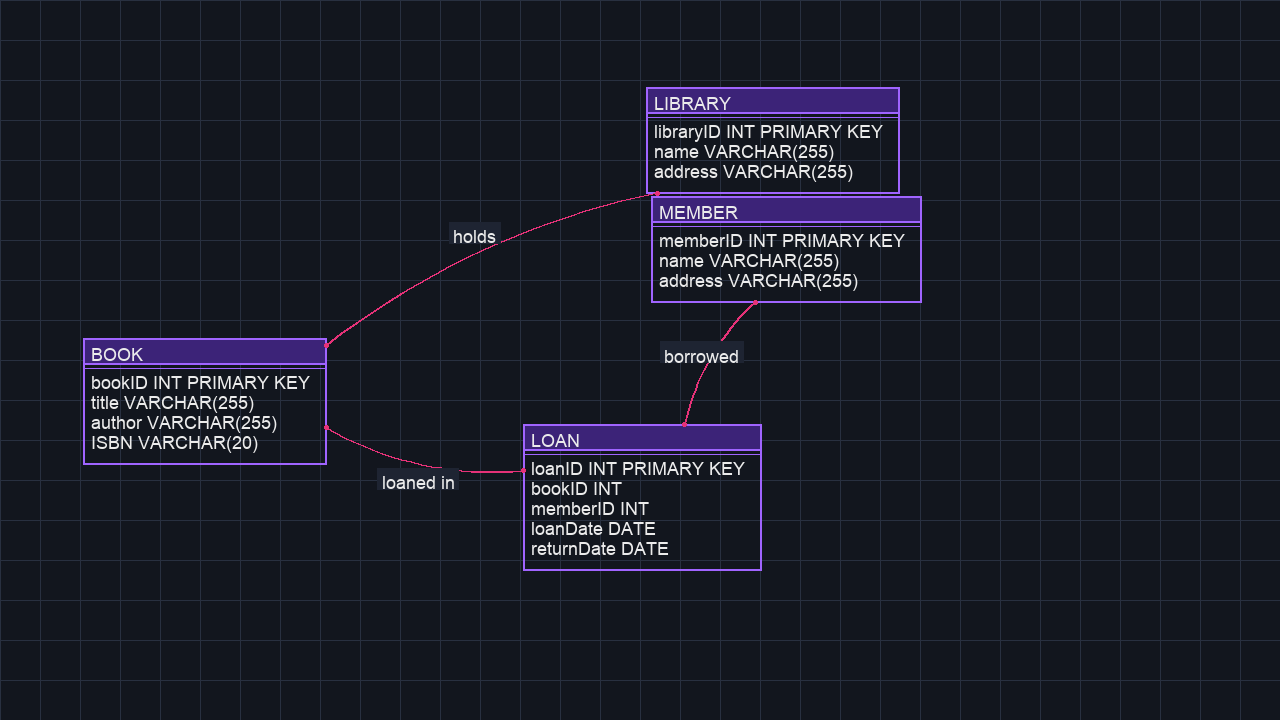 LIBRARY
libraryID INT PRIMARY KEY
name VARCHAR(255)
address VARCHAR(255)
MEMBER
memberID INT PRIMARY KEY
name VARCHAR(255)
address VARCHAR(255)
holds
borrowed
BOOK
bookID INT PRIMARY KEY
title VARCHAR(255)
author VARCHAR(255)
ISBN VARCHAR(20)
loaned in
LOAN
loanID INT PRIMARY KEY
bookID INT
memberID INT
loanDate DATE
returnDate DATE